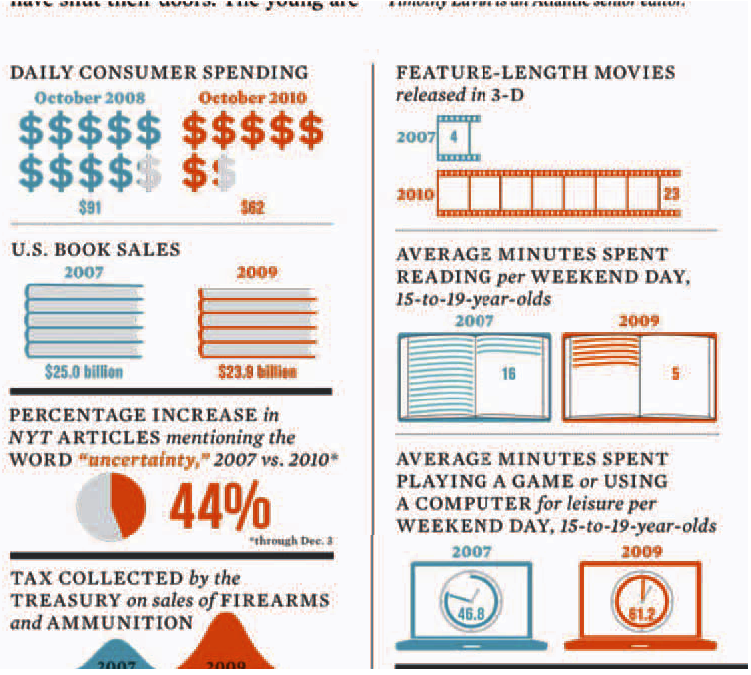 have shut their doors. The young are
DAILY CONSUMER SPENDING
October 2008 October 2010
$$$$$ $$$$$
$$$$$ $$
$91 $62
U.S. BOOK SALES
2007 2009
$25.0 billion $23.9 billion
PERCENTAGE INCREASE in
NYT ARTICLES mentioning the
WORD "uncertainty," 2007 vs. 2010*
44%
*through Dec. 3
TAX COLLECTED by the
TREASURY on sales of FIREARMS
and AMMUNITION
2007 2009
Timothy Lavin is an Atlantic senior editor.
FEATURE-LENGTH MOVIES
released in 3-D
2007 4
2010 23
AVERAGE MINUTES SPENT
READING per WEEKEND DAY,
15-to-19-year-olds
2007 2009
16 5
AVERAGE MINUTES SPENT
PLAYING A GAME or USING
A COMPUTER for leisure per
WEEKEND DAY, 15-to-19-year-olds
2007 2009
46.8 61.2